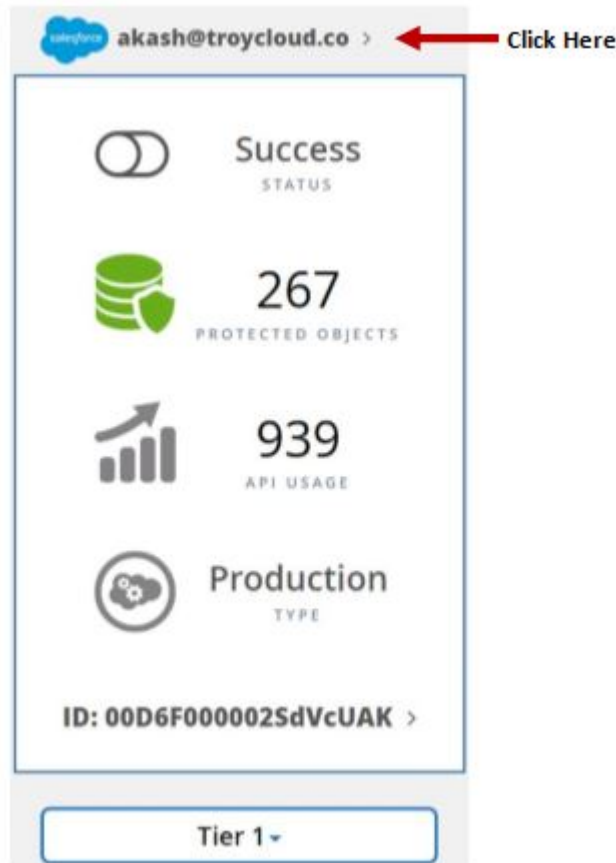 salesforce akash@troycloud.co > Click Here
Success
STATUS
267
PROTECTED OBJECTS
939
API USAGE
Production
TYPE
ID: 00D6F000002SdVcUAK >
Tier 1